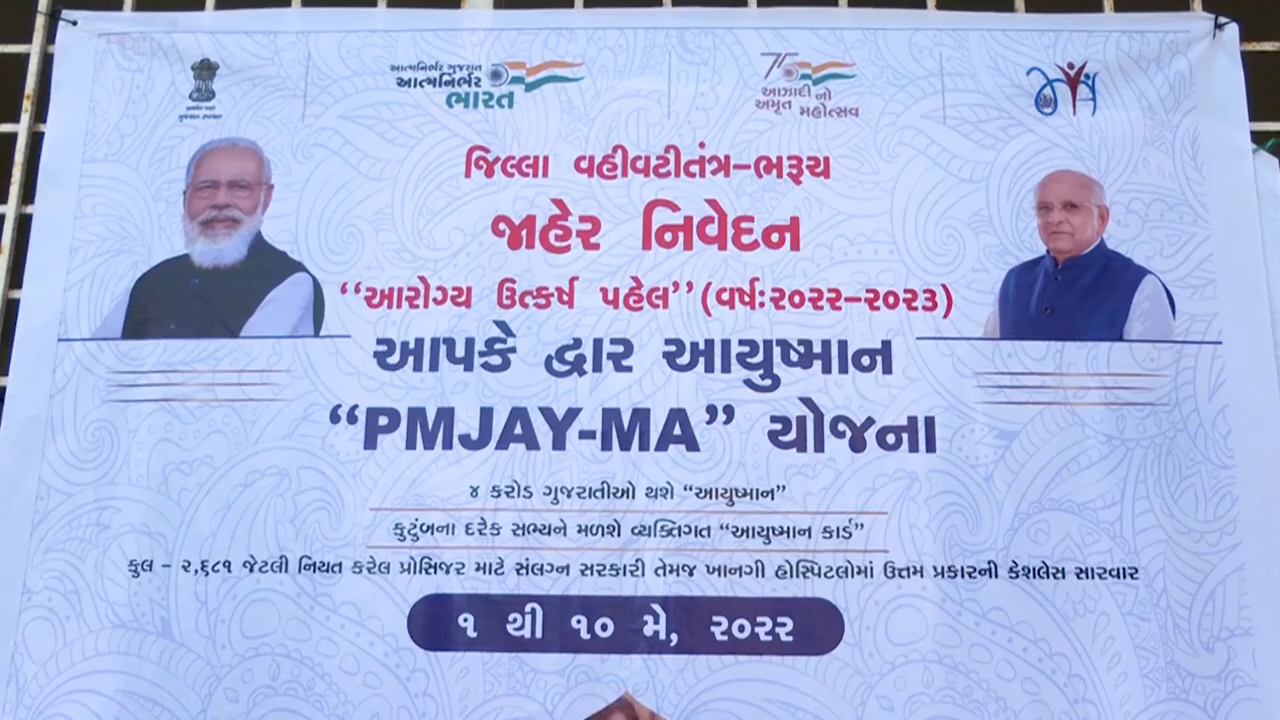 આત્મનિર્ભર ગુજરાત
આત્મનિર્ભર
ભારત
75
આઝાદી નો
અમૃત મહોત્સવ
જિલ્લા વહીવટીતંત્ર-ભરૂચ
જાહેર નિવેદન
‘‘આરોગ્ય ઉત્કર્ષ પહેલ’’ (વર્ષઃ૨૦૨૨-૨૦૨૩)
આપકે દ્વાર આયુષ્માન
“PMJAY-MA” યોજના
૪ કરોડ ગુજરાતીઓ થશે “આયુષ્માન”
કુટુંબના દરેક સભ્યને મળશે વ્યક્તિગત “આયુષ્માન કાર્ડ”
કુલ – ૨,૬૮૧ જેટલી નિયત કરેલ પ્રોસિજર માટે સંલગ્ન સરકારી તેમજ ખાનગી હોસ્પિટલોમાં ઉત્તમ પ્રકારની કેશલેસ સારવાર
૧ થી ૧૦ મે, ૨૦૨૨